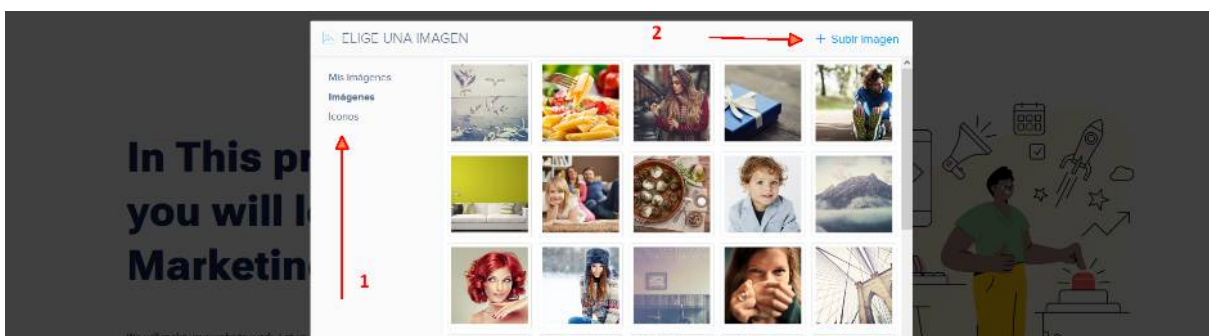 ELIGE UNA IMAGEN
2
+ Subir Imagen
Mis Imágenes
Imágenes
Iconos
In This pr
you will l
Marketin
1